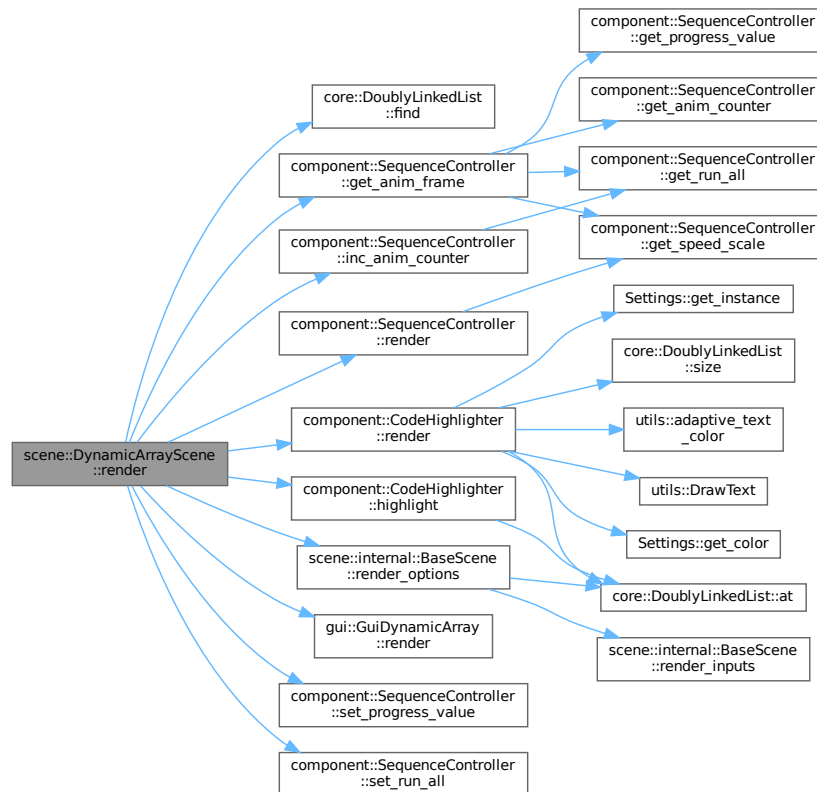 scene::DynamicArrayScene
::render
core::DoublyLinkedList
::find
component::SequenceController
::get_anim_frame
component::SequenceController
::inc_anim_counter
component::SequenceController
::render
component::CodeHighlighter
::render
component::CodeHighlighter
::highlight
scene::internal::BaseScene
::render_options
gui::GuiDynamicArray
::render
component::SequenceController
::set_progress_value
component::SequenceController
::set_run_all
component::SequenceController
::get_progress_value
component::SequenceController
::get_anim_counter
component::SequenceController
::get_run_all
component::SequenceController
::get_speed_scale
Settings::get_instance
core::DoublyLinkedList
::size
utils::adaptive_text
_color
utils::DrawText
Settings::get_color
core::DoublyLinkedList::at
scene::internal::BaseScene
::render_inputs